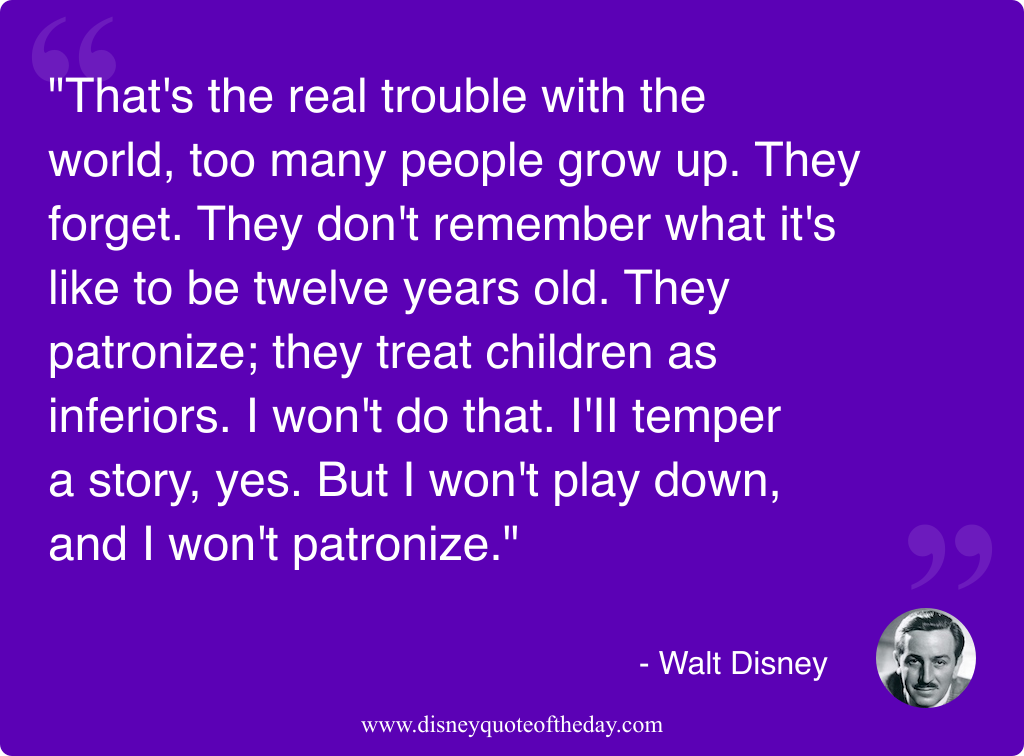 "That's the real trouble with the
world, too many people grow up. They
forget. They don't remember what it's
like to be twelve years old. They
patronize; they treat children as
inferiors. I won't do that. I'II temper
a story, yes. But I won't play down,
and I won't patronize."
- Walt Disney
www.disneyquoteoftheday.com